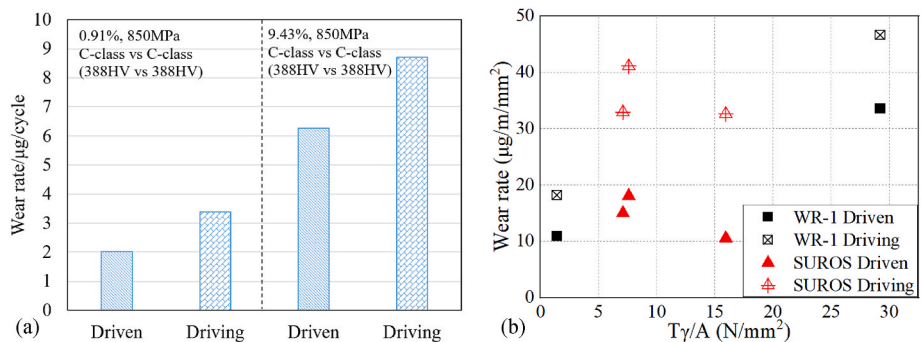 10
9
8
7
6
5
4
3
2
1
0
Wear rate/μg/cycle
0.91%, 850MPa
C-class vs C-class
(388HV vs 388HV)
9.43%, 850MPa
C-class vs C-class
(388HV vs 388HV)
Driven Driving Driven Driving
(a)
50
40
30
20
10
0
Wear rate (μg/m/mm²)
WR-1 Driven
WR-1 Driving
SUROS Driven
SUROS Driving
0 5 10 15 20 25 30
Tγ/A (N/mm²)
(b)